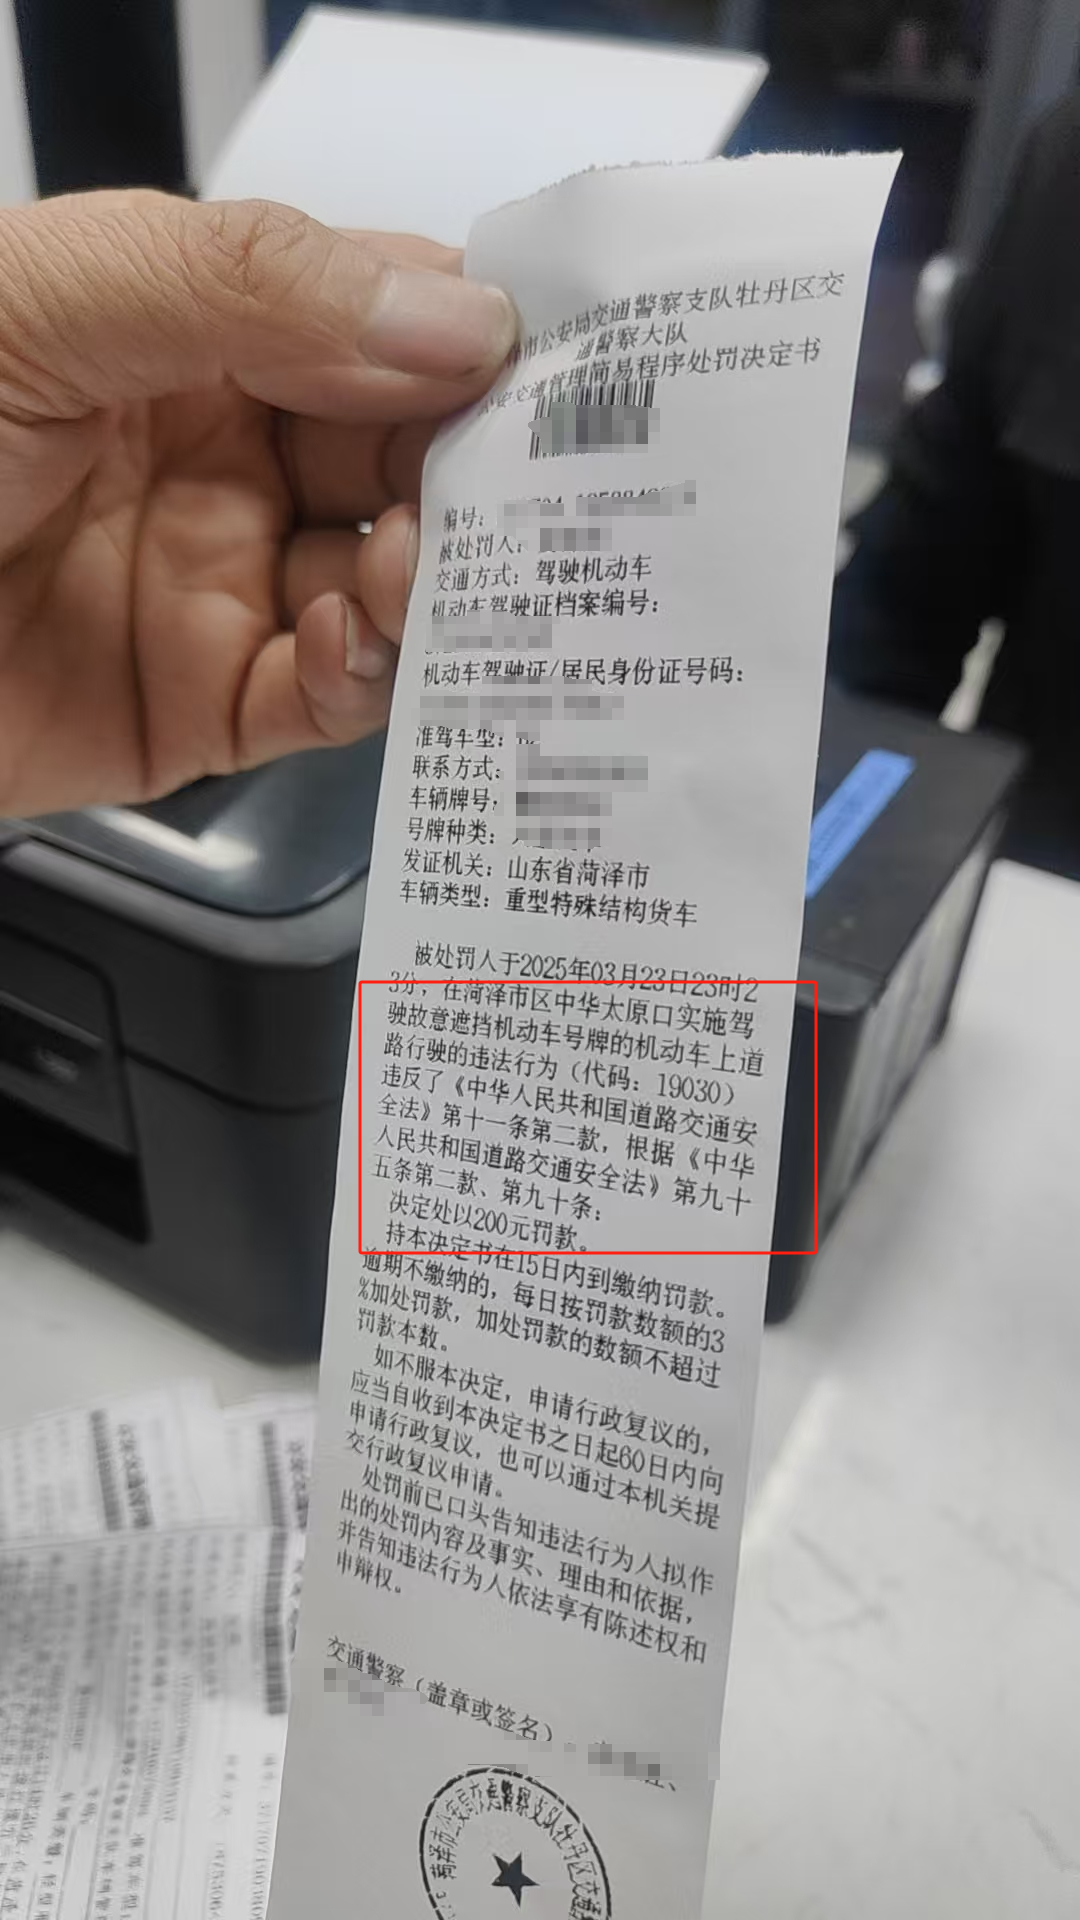 市公安局交通警察支队牡丹区交
通警察大队
公安交通管理简易程序处罚决定书
编号:
被处罚人:
交通方式: 驾驶机动车
机动车驾驶证档案编号:
机动车驾驶证/居民身份证号码:
准驾车型:
联系方式:
车辆牌号:
号牌种类:
发证机关: 山东省菏泽市
车辆类型: 重型特殊结构货车
被处罚人于2025年03月23日23时2
3分, 在菏泽市区中华太原口实施驾
驶故意遮挡机动车号牌的机动车上道
路行驶的违法行为(代码: 19030)
违反了《中华人民共和国道路交通安
全法》第十一条第二款, 根据《中华
人民共和国道路交通安全法》第九十
五条第二款、第九十条;
决定处以200元罚款。
持本决定书在15日内到缴纳罚款。
逾期不缴纳的, 每日按罚款数额的3
%加处罚款, 加处罚款的数额不超过
罚款本数。
如不服本决定, 申请行政复议的,
应当自收到本决定书之日起60日内向
申请行政复议, 也可以通过本机关提
交行政复议申请。
处罚前已口头告知违法行为人拟作
出的处罚内容及事实、理由和依据,
并告知违法行为人依法享有陈述权和
申辩权。
交通警察(盖章或签名)
菏泽市公安局交通警察支队牡丹区交通